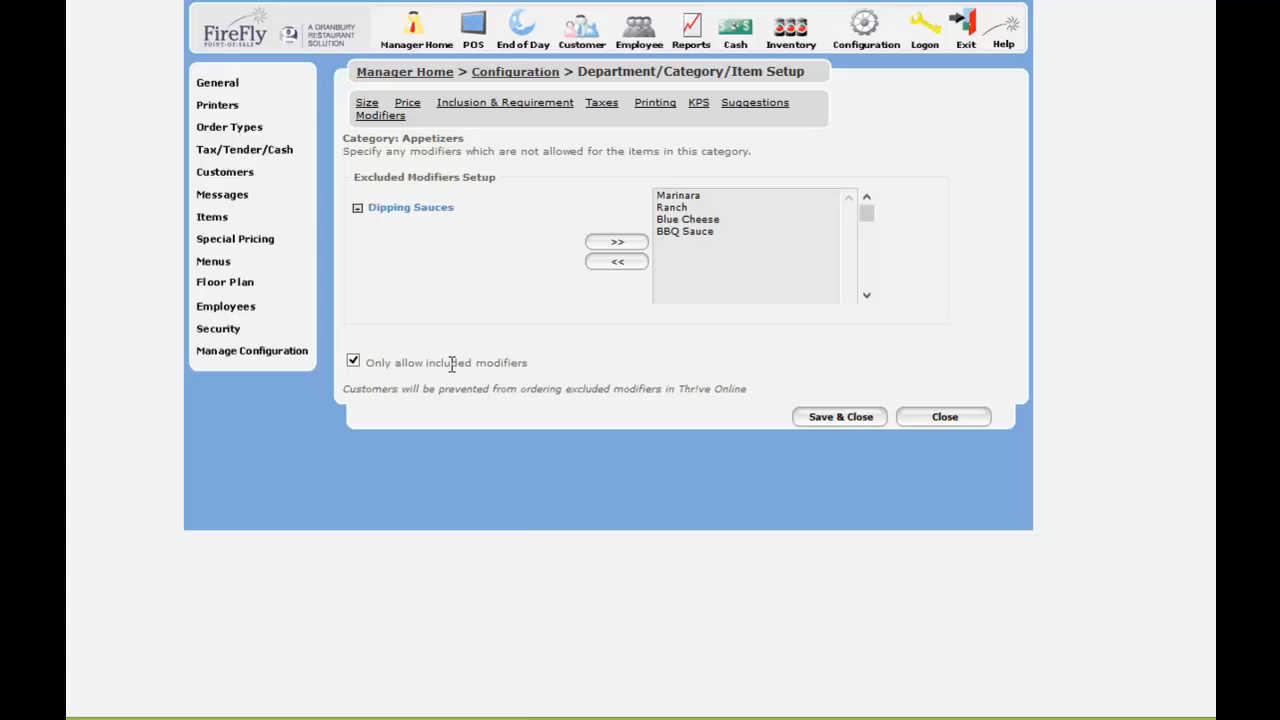 FireFly
POINT-OF-SALE
A GRANBURY
RESTAURANT
SOLUTION
Manager Home POS End of Day Customer Employee Reports Cash Inventory Configuration Logon Exit Help
General
Printers
Order Types
Tax/Tender/Cash
Customers
Messages
Items
Special Pricing
Menus
Floor Plan
Employees
Security
Manage Configuration
Manager Home > Configuration > Department/Category/Item Setup
Size Price Inclusion & Requirement Taxes Printing KPS Suggestions
Modifiers
Category: Appetizers
Specify any modifiers which are not allowed for the items in this category.
Excluded Modifiers Setup
Dipping Sauces
>>
<<
Marinara
Ranch
Blue Cheese
BBQ Sauce
Only allow included modifiers
Customers will be prevented from ordering excluded modifiers in Thr!ve Online
Save & Close Close